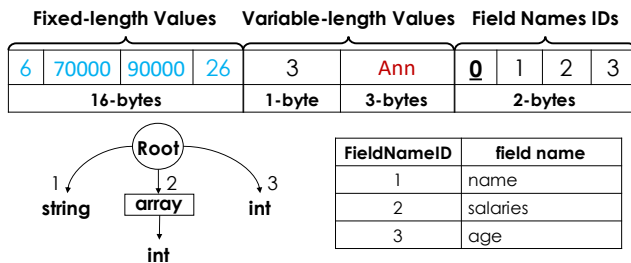 Fixed-length Values Variable-length Values Field Names IDs
6 70000 90000 26 3 Ann 0 1 2 3
16-bytes 1-byte 3-bytes 2-bytes
Root
1 2 3
string array int
int
FieldNameID field name
1 name
2 salaries
3 age